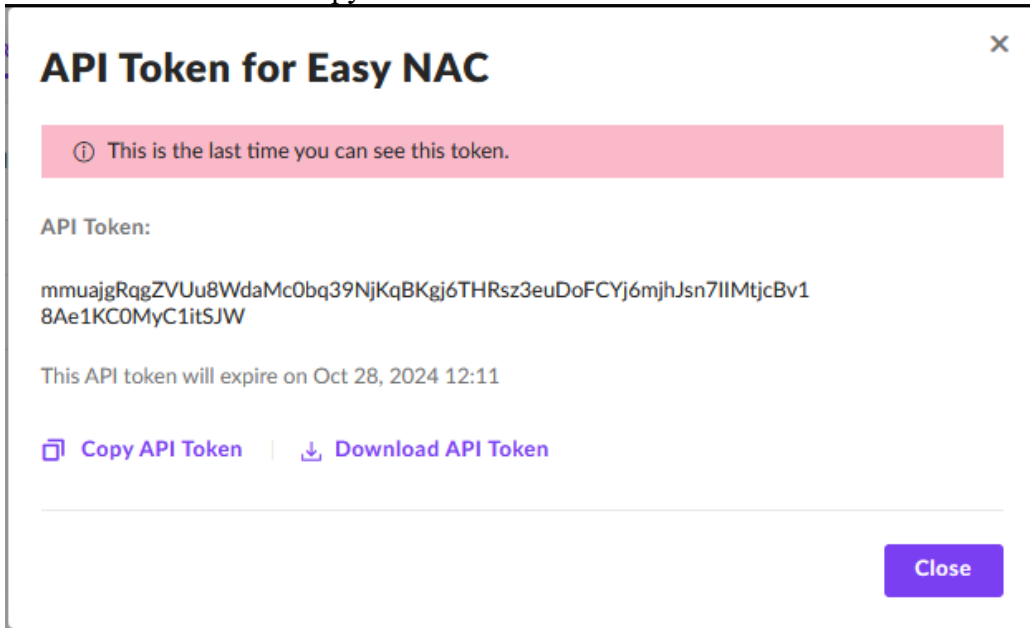 API Token for Easy NAC
This is the last time you can see this token.
API Token:
mmuajgRqgZVUu8WdaMc0bq39NjKqBKgj6THRsz3euDoFCYj6mjhJsn7IIMtjcBv1
8Ae1KC0MyC1itSJW
This API token will expire on Oct 28, 2024 12:11
Copy API Token
Download API Token
Close